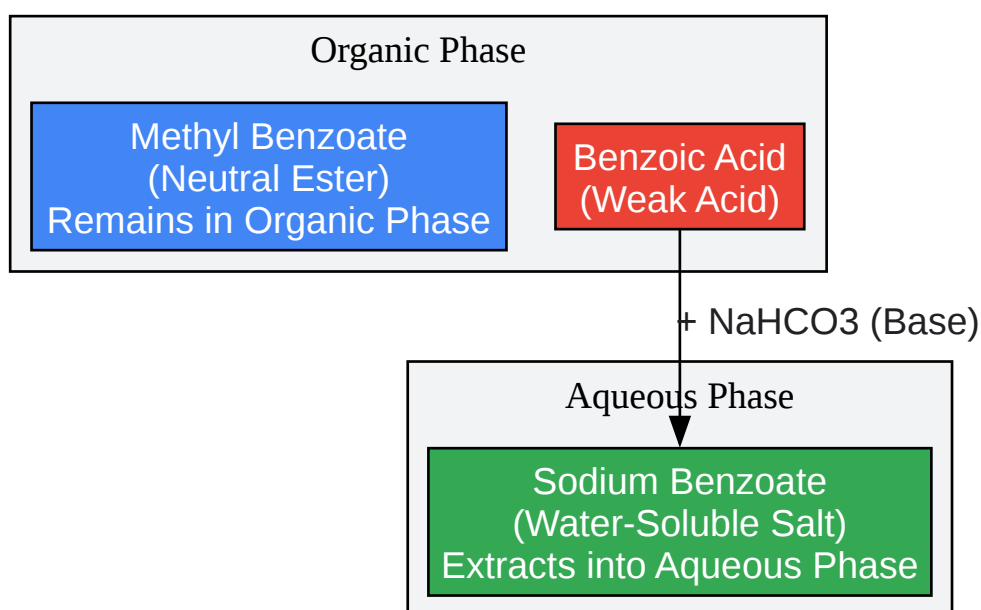 Organic Phase
Methyl Benzoate
(Neutral Ester)
Remains in Organic Phase
Benzoic Acid
(Weak Acid)
+ NaHCO3 (Base)
Aqueous Phase
Sodium Benzoate
(Water-Soluble Salt)
Extracts into Aqueous Phase